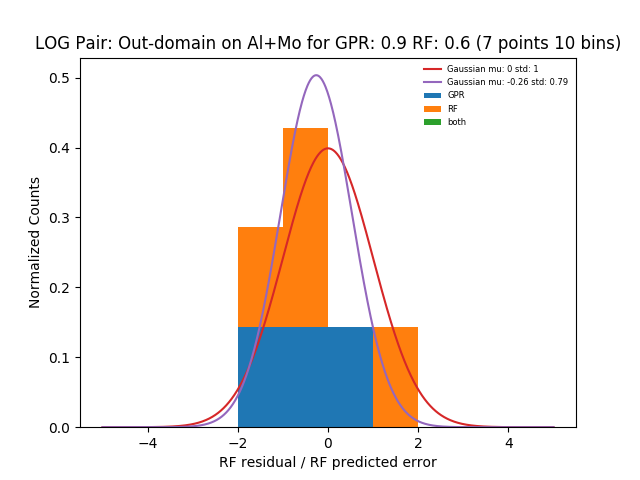 LOG Pair: Out-domain on Al+Mo for GPR: 0.9 RF: 0.6 (7 points 10 bins)
Gaussian mu: 0 std: 1
Gaussian mu: -0.26 std: 0.79
GPR
RF
both
Normalized Counts
0.5
0.4
0.3
0.2
0.1
0.0
−4
−2
0
2
4
RF residual / RF predicted error